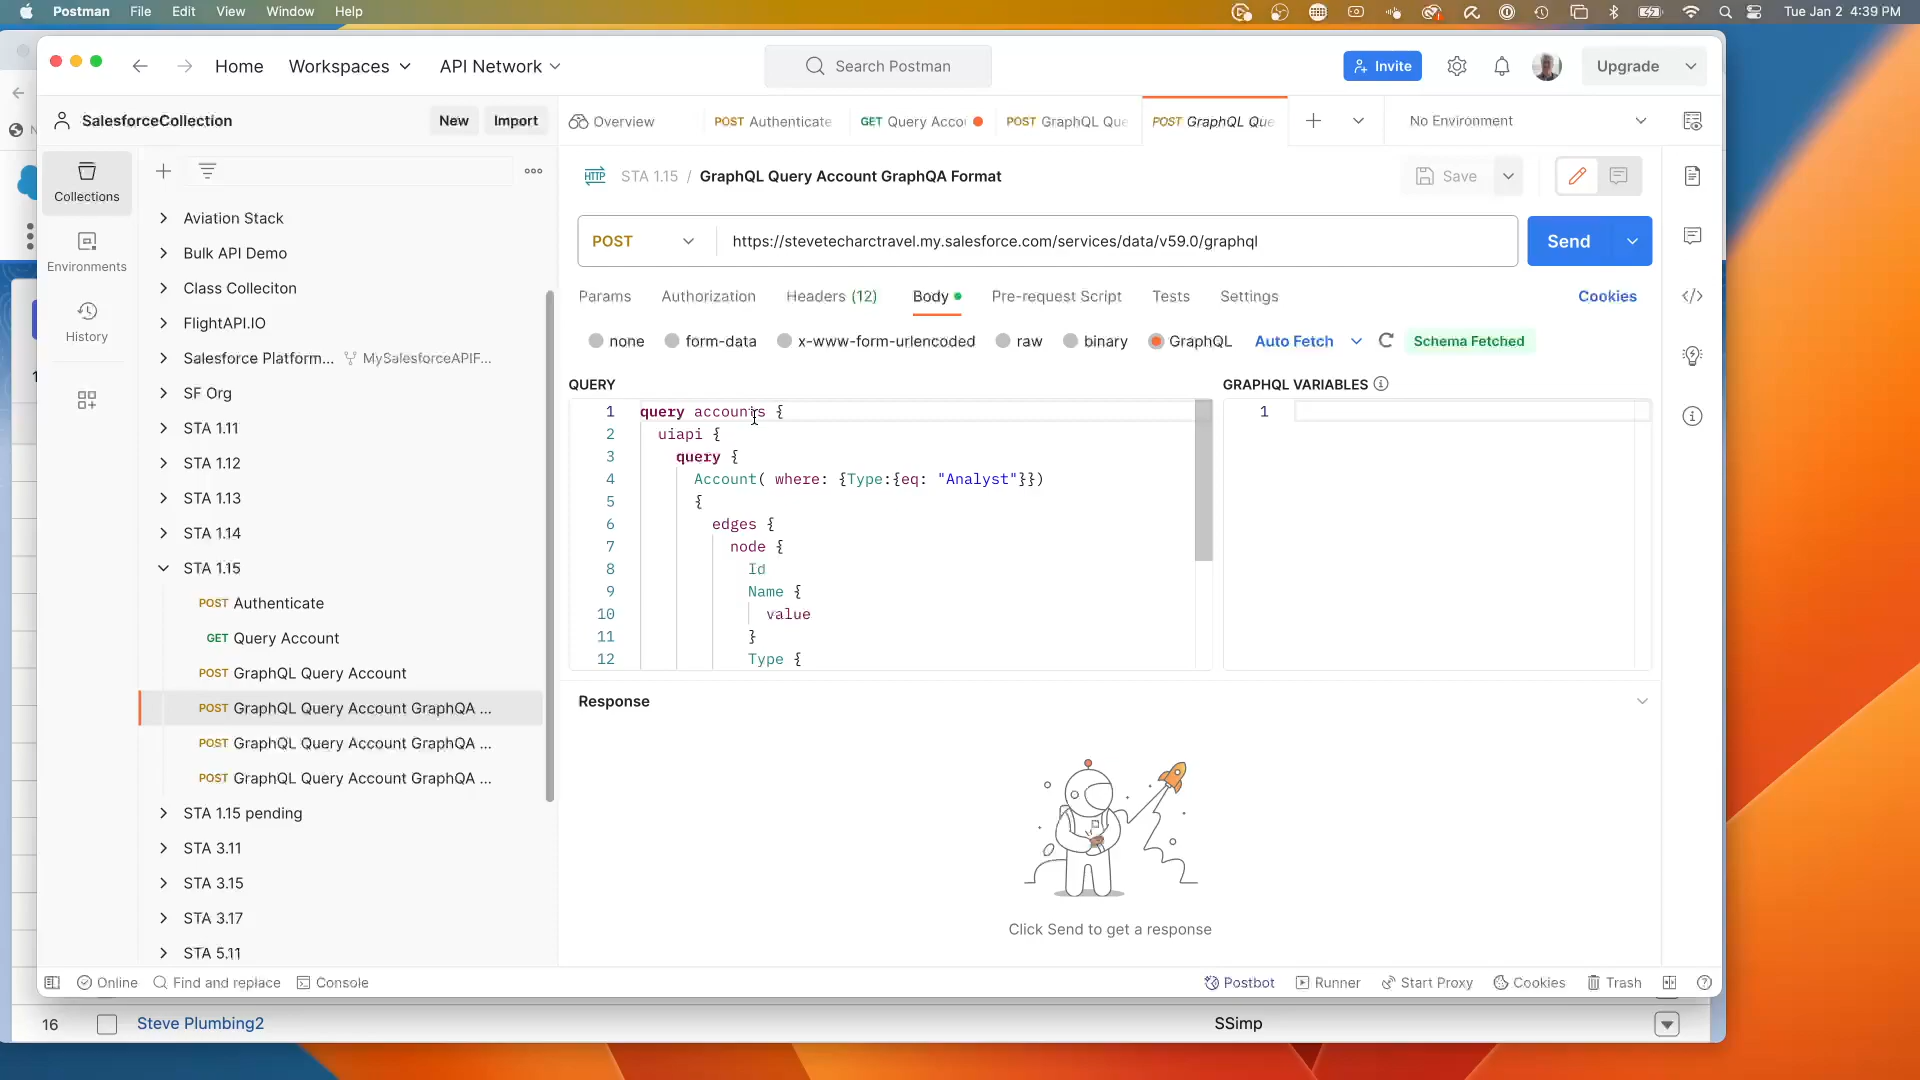 Postman File Edit View Window Help
Tue Jan 2 4:39 PM
Home Workspaces API Network
Search Postman
Invite
Upgrade
SalesforceCollection
New
Import
Overview
POST Authenticate
GET Query Accou
POST GraphQL Que
POST GraphQL Que
No Environment
Collections
Environments
History
Aviation Stack
Bulk API Demo
Class Colleciton
FlightAPI.IO
Salesforce Platform... MySalesforceAPIF...
SF Org
STA 1.11
STA 1.12
STA 1.13
STA 1.14
STA 1.15
POST Authenticate
GET Query Account
POST GraphQL Query Account
POST GraphQL Query Account GraphQA ...
POST GraphQL Query Account GraphQA ...
POST GraphQL Query Account GraphQA ...
STA 1.15 pending
STA 3.11
STA 3.15
STA 3.17
STA 5.11
HTTP STA 1.15 / GraphQL Query Account GraphQA Format
Save
POST https://stevetecharctravel.my.salesforce.com/services/data/v59.0/graphql
Send
Params Authorization Headers (12) Body Pre-request Script Tests Settings
Cookies
none form-data x-www-form-urlencoded raw binary GraphQL Auto Fetch Schema Fetched
QUERY
1 query accounts {
2 uiapi {
3 query {
4 Account( where: {Type:{eq: "Analyst"}})
5 {
6 edges {
7 node {
8 Id
9 Name {
10 value
11 }
12 Type {
GRAPHQL VARIABLES
1
Response
Click Send to get a response
Online Find and replace Console
Postbot Runner Start Proxy Cookies Trash
16 Steve Plumbing2 SSimp